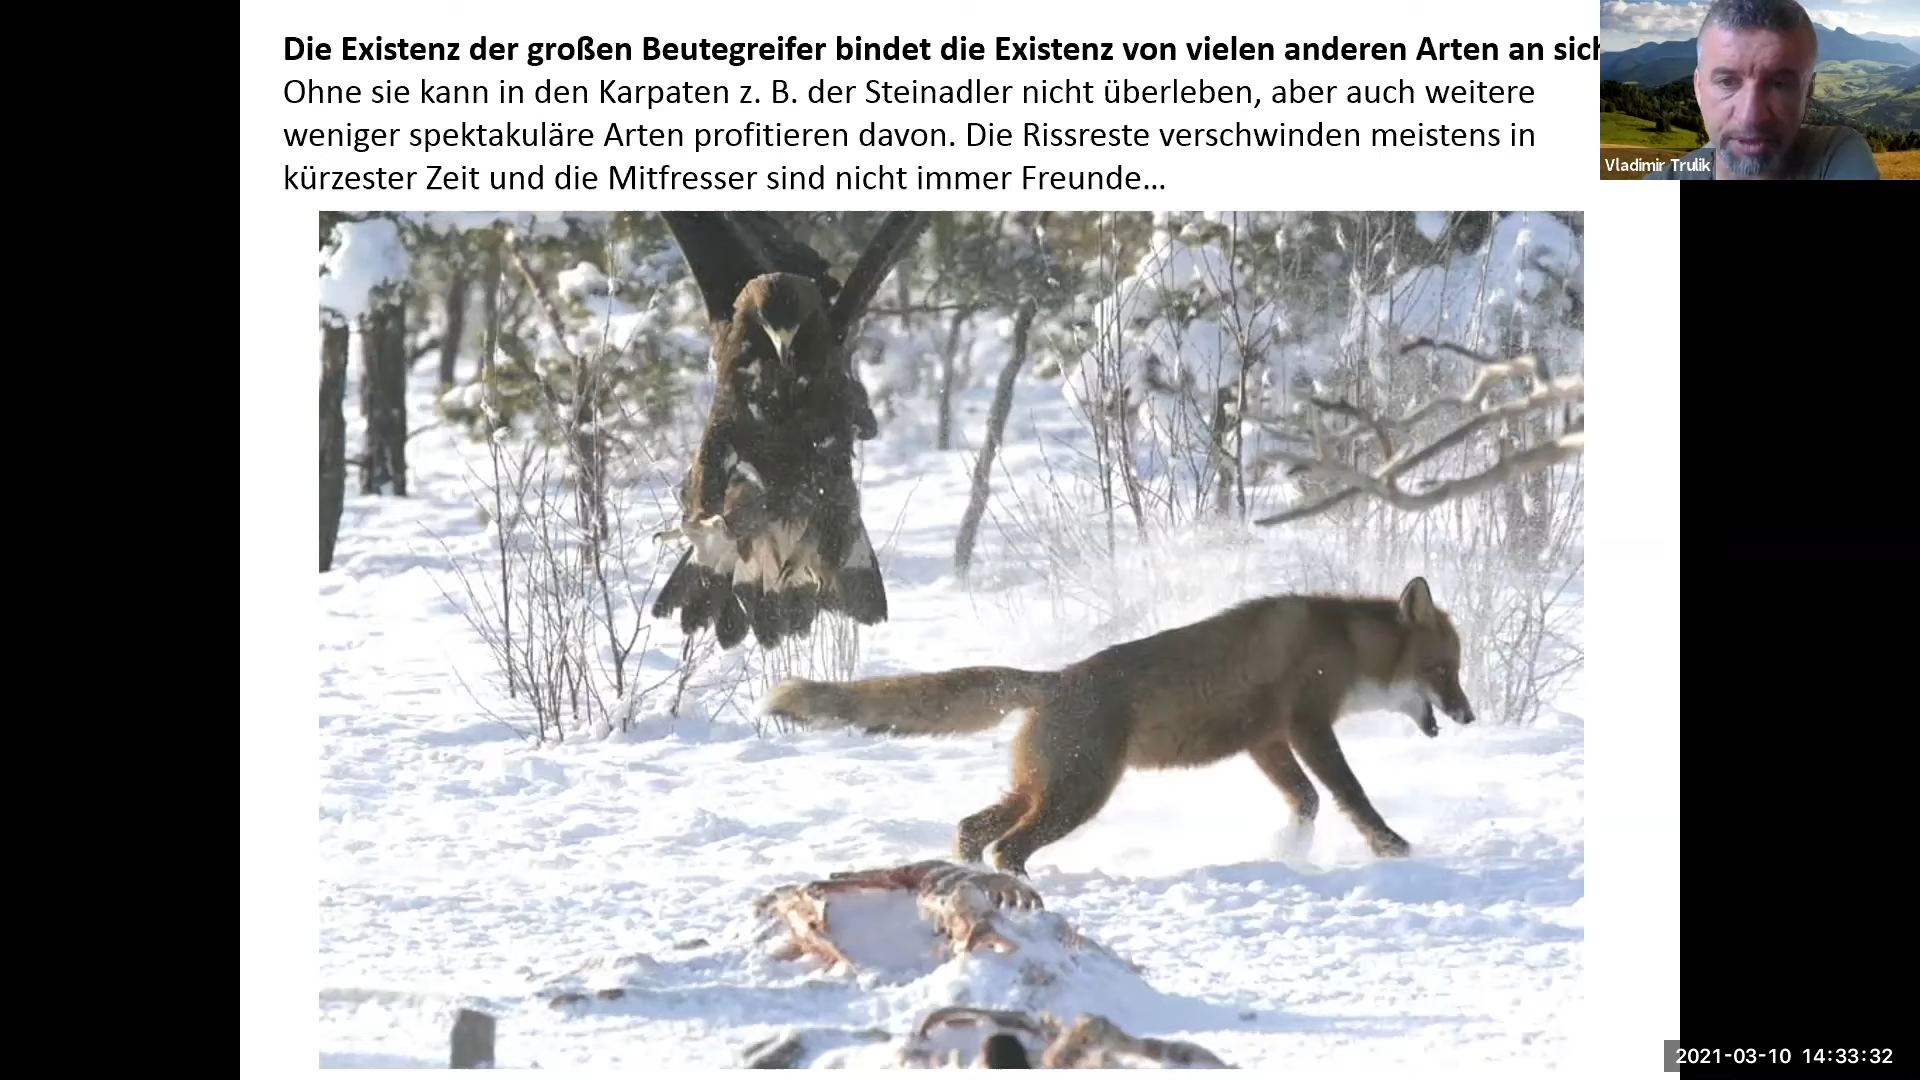 Die Existenz der großen Beutegreifer bindet die Existenz von vielen anderen Arten an sich
Ohne sie kann in den Karpaten z. B. der Steinadler nicht überleben, aber auch weitere
weniger spektakuläre Arten profitieren davon. Die Rissreste verschwinden meistens in
kürzester Zeit und die Mitfresser sind nicht immer Freunde…
Vladimir Trulik
2021-03-10 14:33:32